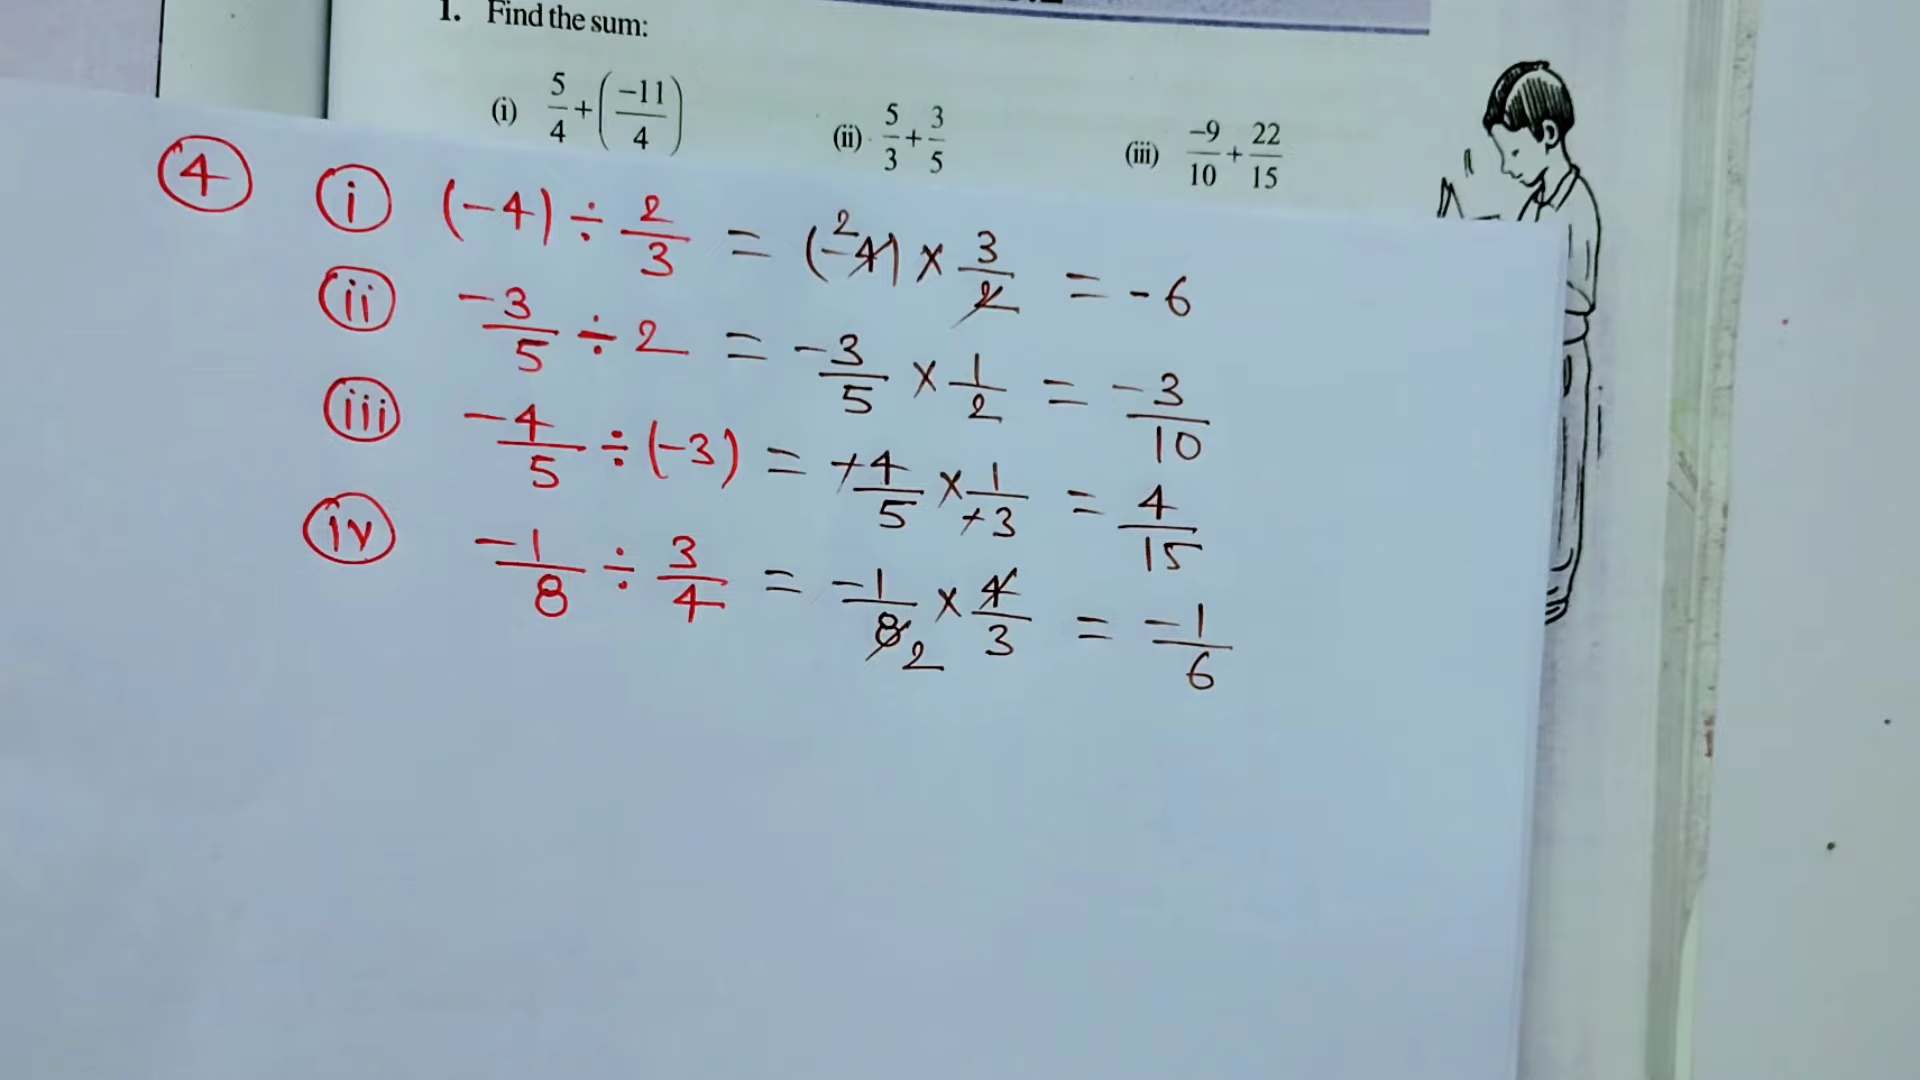 1. Find the sum:
(i) 5/4 + (-11/4) (ii) 5/3 + 3/5 (iii) -9/10 + 22/15
4 i (-4) ÷ 2/3 = (-4) 2 × 3/2 = -6
ii -3/5 ÷ 2 = -3/5 × 1/2 = -3/10
iii -4/5 ÷ (-3) = +4/5 × 1/+3 = 4/15
iv -1/8 ÷ 3/4 = -1/8 2 × 4/3 = -1/6